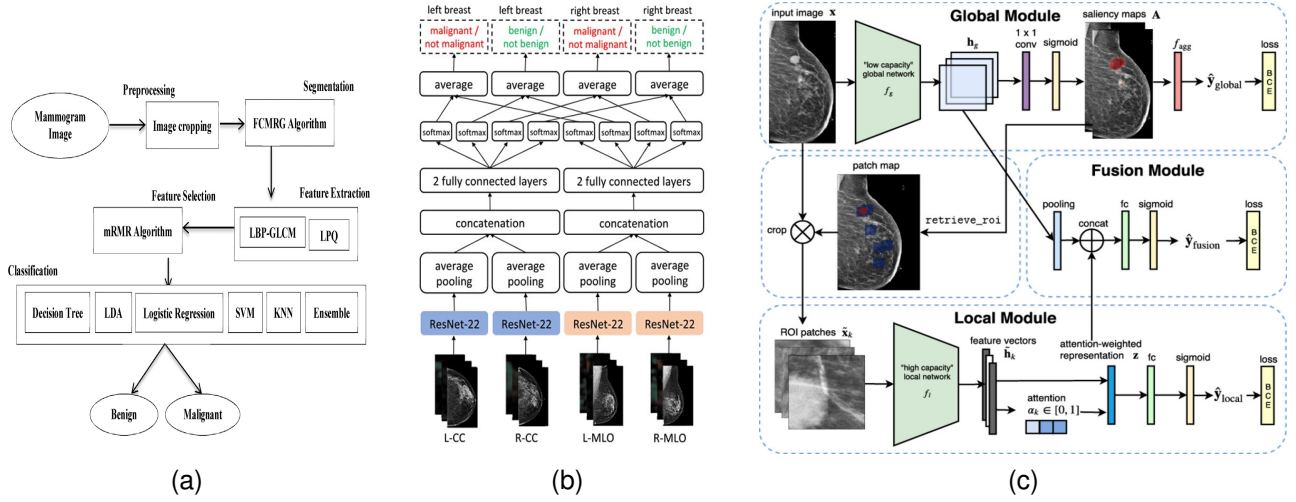 Mammogram
Image
Preprocessing
Image cropping
Segmentation
FCMRG Algorithm
Feature Selection
mRMR Algorithm
Feature Extraction
LBP-GLCM
LPQ
Classification
Decision Tree
LDA
Logistic Regression
SVM
KNN
Ensemble
Benign
Malignant
(a)
left breast
left breast
right breast
right breast
malignant /
not malignant
benign /
not benign
malignant /
not malignant
benign /
not benign
average
average
average
average
softmax
softmax
softmax
softmax
softmax
softmax
softmax
softmax
2 fully connected layers
2 fully connected layers
concatenation
concatenation
average
pooling
average
pooling
average
pooling
average
pooling
ResNet-22
ResNet-22
ResNet-22
ResNet-22
L-CC
R-CC
L-MLO
R-MLO
(b)
Global Module
input image x
"low capacity"
global network
f_g
h_g
1 x 1
conv
sigmoid
saliency maps A
f_agg
ŷ_global
loss
BCE
patch map
retrieve_roi
crop
Fusion Module
pooling
concat
fc
sigmoid
ŷ_fusion
loss
BCE
Local Module
ROI patches x̃_k
"high capacity"
local network
f_l
feature vectors
h̃_k
attention
α_k ∈ [0, 1]
attention-weighted
representation z
fc
sigmoid
ŷ_local
loss
BCE
(c)